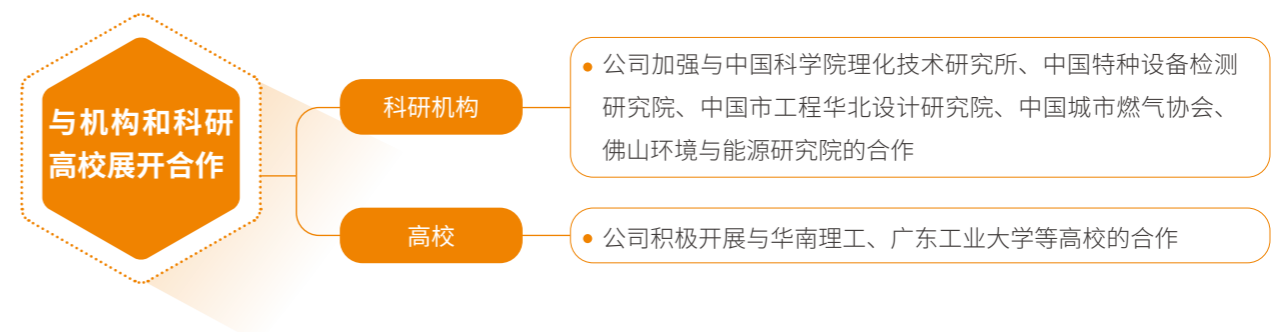 与机构和科研
高校展开合作
科研机构
公司加强与中国科学院理化技术研究所、中国特种设备检测
研究院、中国市工程华北设计研究院、中国城市燃气协会、
佛山环境与能源研究院的合作
高校
公司积极开展与华南理工、广东工业大学等高校的合作